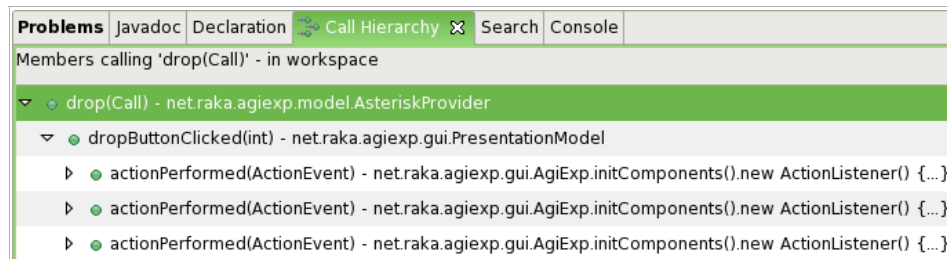 Problems Javadoc Declaration Call Hierarchy Search Console
Members calling 'drop(Call)' - in workspace
drop(Call) - net.raka.agiexp.model.AsteriskProvider
dropButtonClicked(int) - net.raka.agiexp.gui.PresentationModel
actionPerformed(ActionEvent) - net.raka.agiexp.gui.AgiExp.initComponents().new ActionListener() {...}
actionPerformed(ActionEvent) - net.raka.agiexp.gui.AgiExp.initComponents().new ActionListener() {...}
actionPerformed(ActionEvent) - net.raka.agiexp.gui.AgiExp.initComponents().new ActionListener() {...}